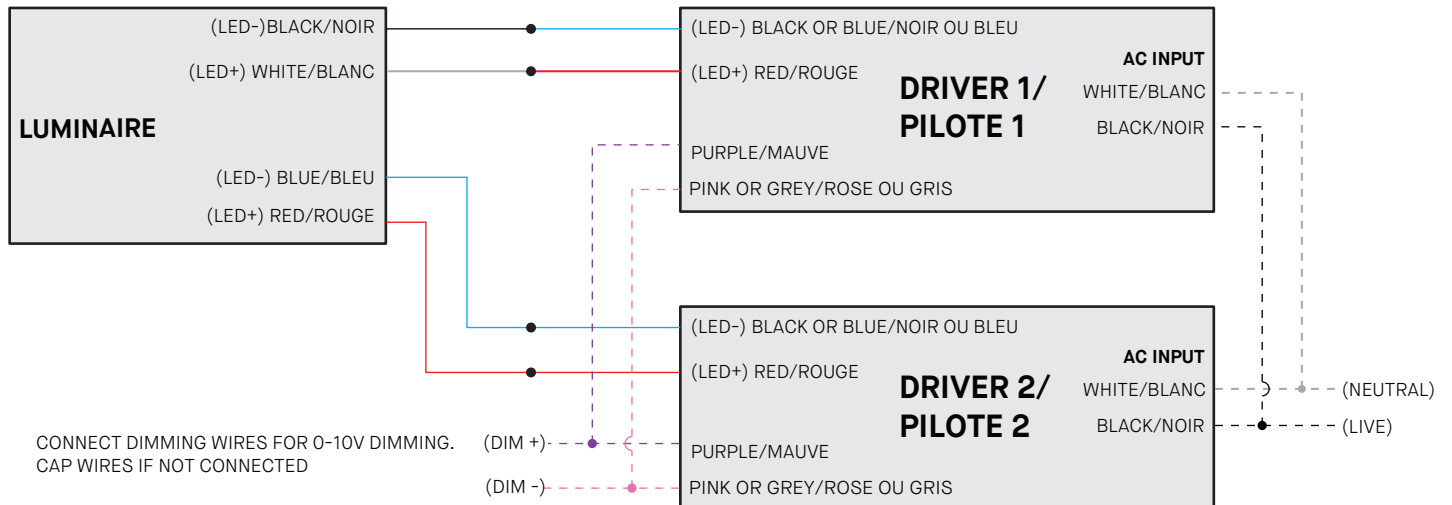 LUMINAIRE
(LED-)BLACK/NOIR
(LED+) WHITE/BLANC
(LED-) BLUE/BLEU
(LED+) RED/ROUGE
(LED-) BLACK OR BLUE/NOIR OU BLEU
(LED+) RED/ROUGE
PURPLE/MAUVE
PINK OR GREY/ROSE OU GRIS
DRIVER 1/
PILOTE 1
AC INPUT
WHITE/BLANC
BLACK/NOIR
(LED-) BLACK OR BLUE/NOIR OU BLEU
(LED+) RED/ROUGE
PURPLE/MAUVE
PINK OR GREY/ROSE OU GRIS
DRIVER 2/
PILOTE 2
AC INPUT
WHITE/BLANC
BLACK/NOIR
(NEUTRAL)
(LIVE)
CONNECT DIMMING WIRES FOR 0-10V DIMMING.
CAP WIRES IF NOT CONNECTED
(DIM +)
(DIM -)